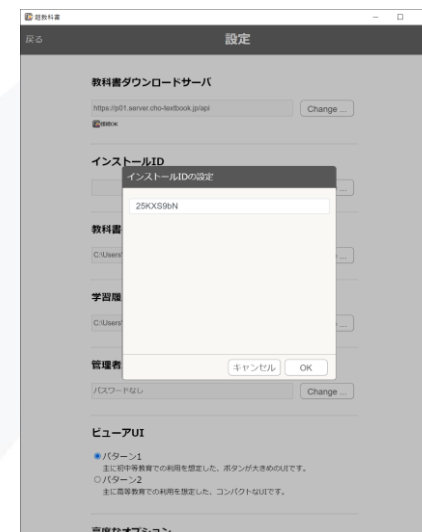 超教科書
戻る
設定
教科書ダウンロードサーバ
https://p01.server.cho-textbook.jp/api
Change ...
インストールID
インストールIDの設定
25KXS9bN
教科書
C:\Users\
学習履
C:\Users\
管理者
キャンセル
OK
パスワードなし
Change ...
ビューアUI
パターン1
主に初中等教育での利用を想定した、ボタンが大きめのUIです。
パターン2
主に高等教育での利用を想定した、コンパクトなUIです。
高度なオプション